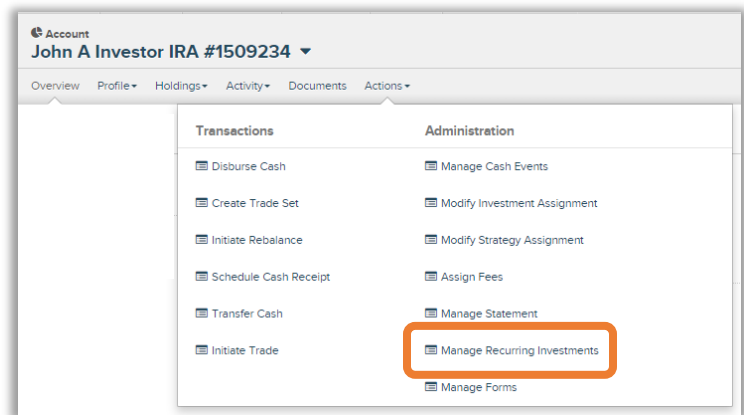 Account
John A Investor IRA #1509234
Overview Profile Holdings Activity Documents Actions
Transactions
Disburse Cash
Create Trade Set
Initiate Rebalance
Schedule Cash Receipt
Transfer Cash
Initiate Trade
Administration
Manage Cash Events
Modify Investment Assignment
Modify Strategy Assignment
Assign Fees
Manage Statement
Manage Recurring Investments
Manage Forms